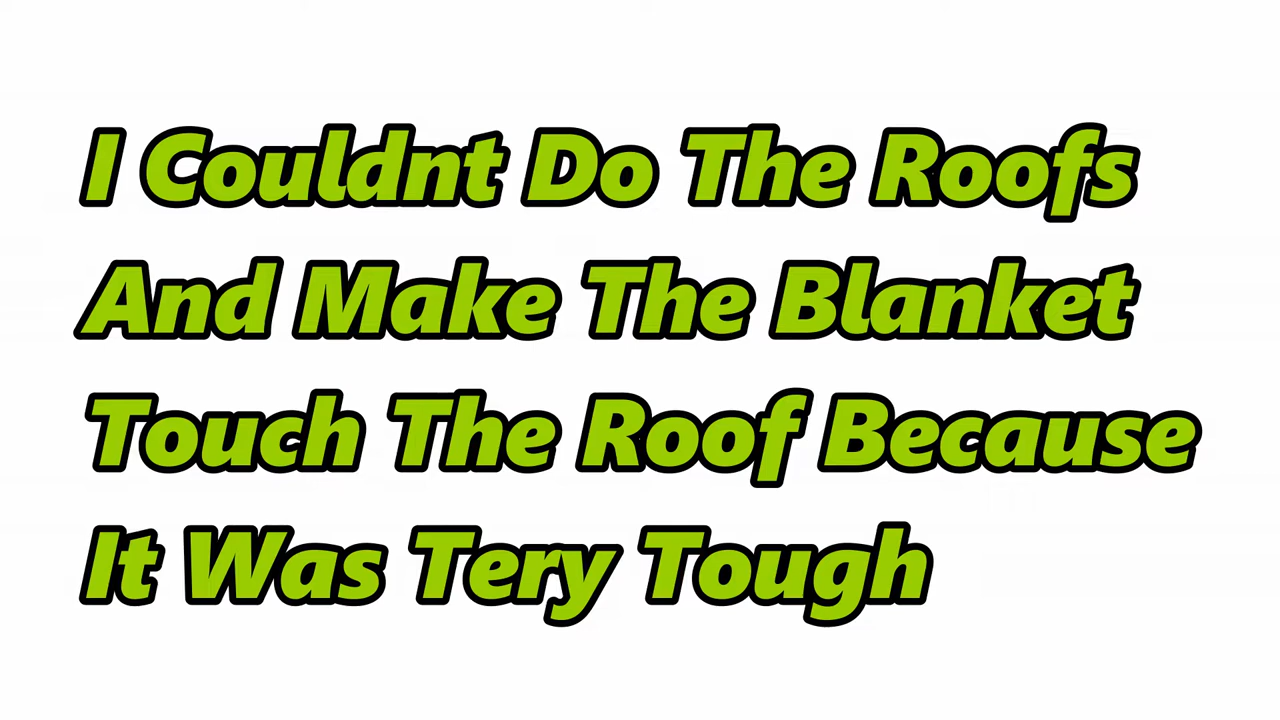 I Couldnt Do The Roofs
And Make The Blanket
Touch The Roof Because
It Was Tery Tough